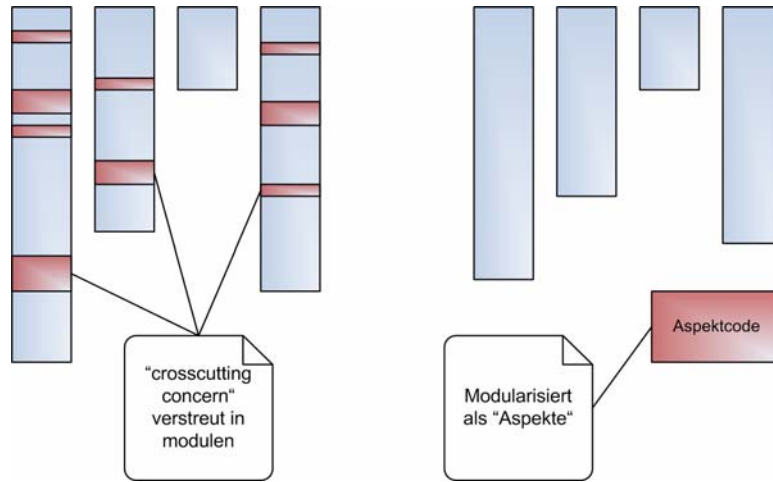 “crosscutting
concern“
verstreut in
modulen
Modularisiert
als “Aspekte“
Aspektcode